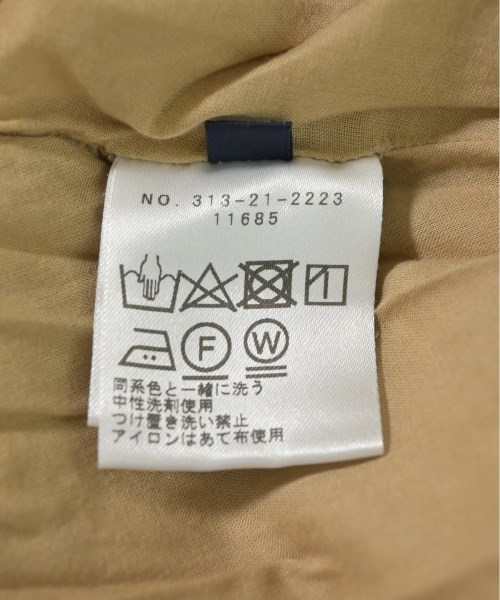 NO. 313-21-2223
11685
F W
同系色と一緒に洗う
中性洗剤使用
つけ置き洗い禁止
アイロンはあて布使用